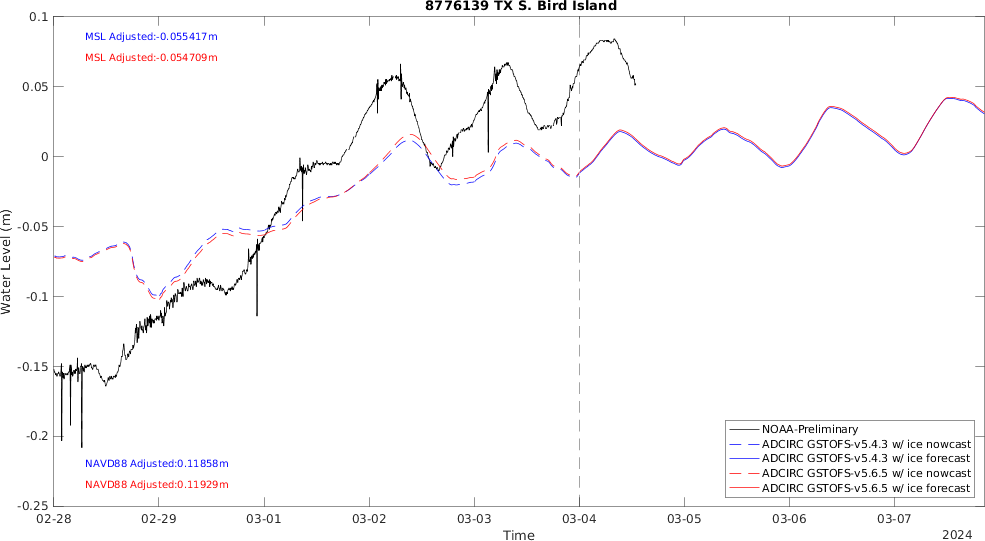 8776139 TX S. Bird Island
MSL Adjusted:-0.055417m
MSL Adjusted:-0.054709m
0.1
0.05
0
-0.05
-0.1
-0.15
-0.2
-0.25
Water Level (m)
NAVD88 Adjusted:0.11858m
NAVD88 Adjusted:0.11929m
NOAA-Preliminary
ADCIRC GSTOFS-v5.4.3 w/ ice nowcast
ADCIRC GSTOFS-v5.4.3 w/ ice forecast
ADCIRC GSTOFS-v5.6.5 w/ ice nowcast
ADCIRC GSTOFS-v5.6.5 w/ ice forecast
02-28 02-29 03-01 03-02 03-03 03-04 03-05 03-06 03-07
Time
2024